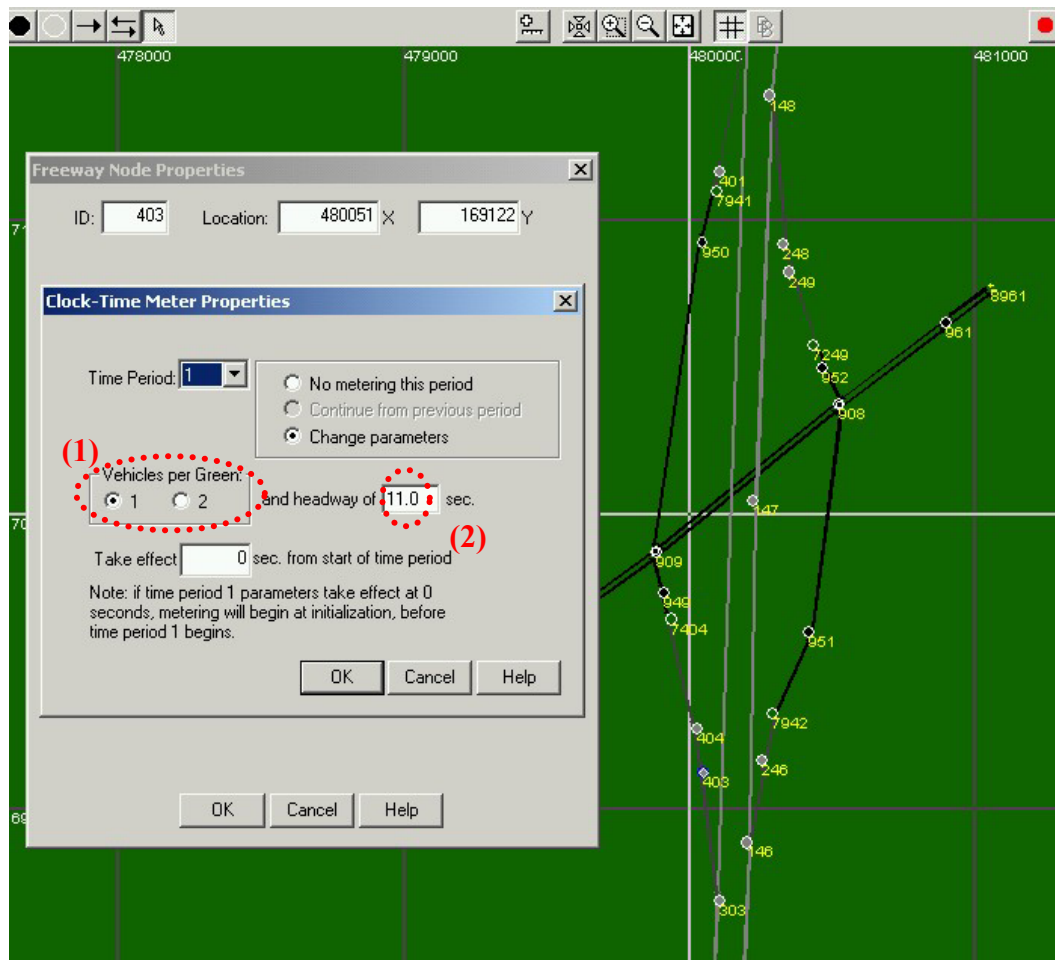 478000
479000
480000
481000
148
Freeway Node Properties
401
7941
ID: 403 Location: 480051 X 169122 Y
950
248
249
8961
Clock-Time Meter Properties
961
7249
952
Time Period: 1
No metering this period
Continue from previous period
Change parameters
908
(1)
Vehicles per Green:
1 2 and headway of 11.0 sec.
(2)
147
70
Take effect 0 sec. from start of time period
909
Note: if time period 1 parameters take effect at 0
seconds, metering will begin at initialization, before
time period 1 begins.
949
7404
951
OK Cancel Help
7942
404
246
403
OK Cancel Help
69
146
303